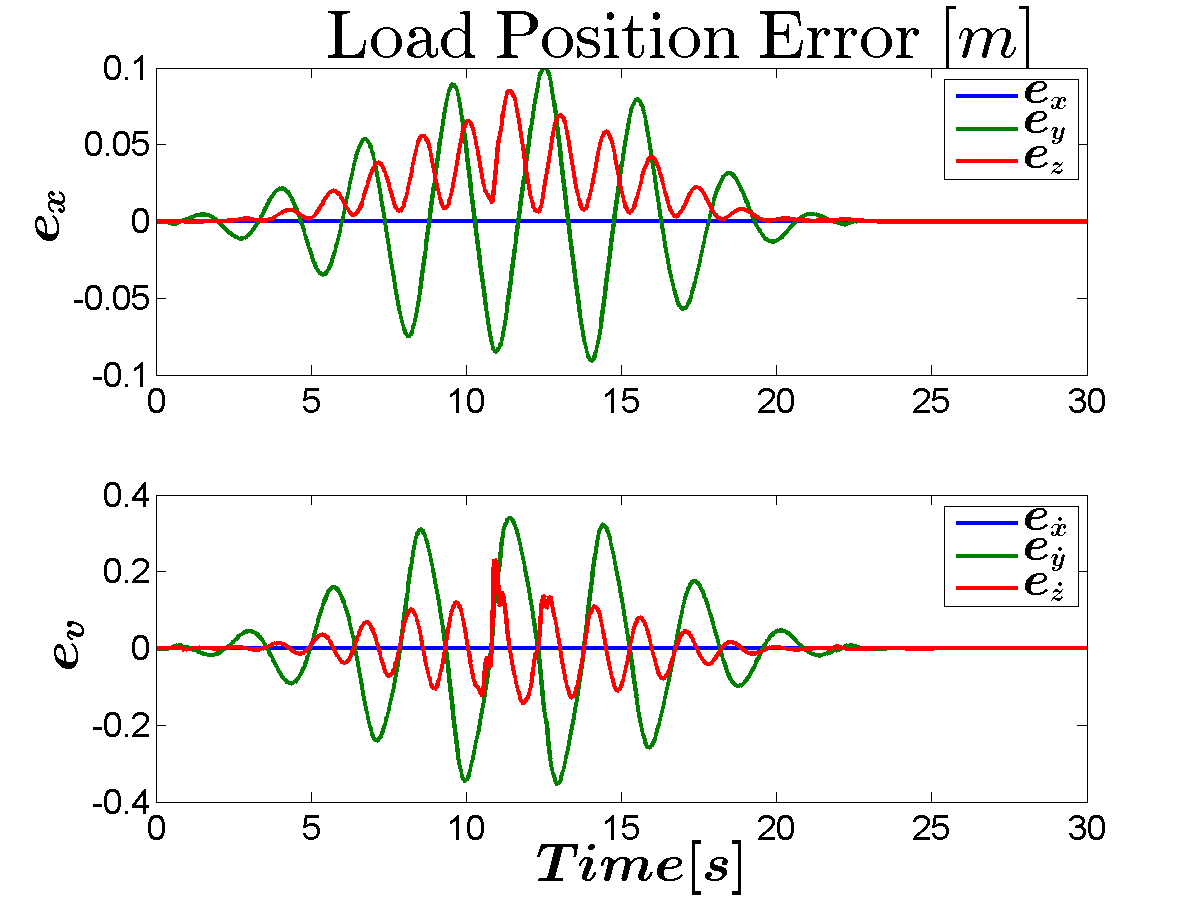 Load Position Error [m]
0.1
0.05
0
-0.05
-0.1
e_x
e_x
e_y
e_z
0 5 10 15 20 25 30
0.4
0.2
0
-0.2
-0.4
e_v
e_ẋ
e_ẏ
e_ż
0 5 10 15 20 25 30
Time[s]